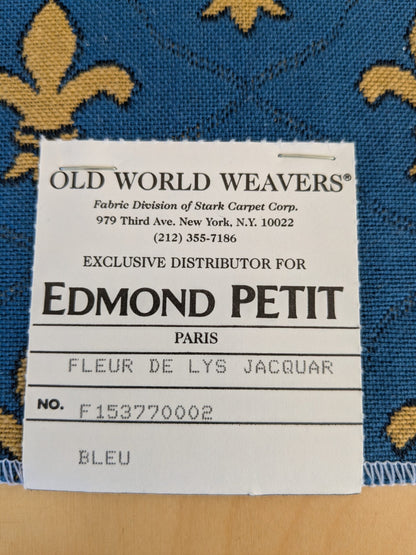 OLD WORLD WEAVERS®
Fabric Division of Stark Carpet Corp.
979 Third Ave. New York, N.Y. 10022
(212) 355-7186
EXCLUSIVE DISTRIBUTOR FOR
EDMOND PETIT
PARIS
FLEUR DE LYS JACQUAR
NO. F153770002
BLEU